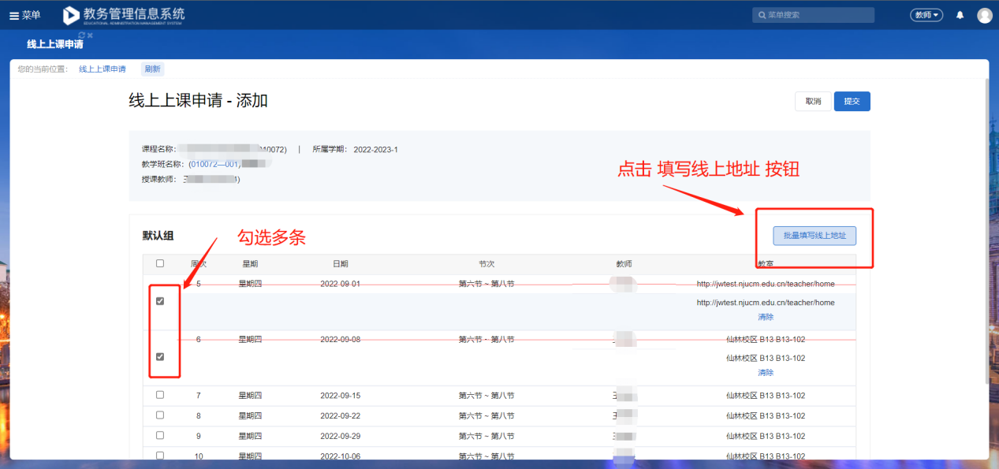 菜单 教务管理信息系统 菜单搜索 教师
EDUCATIONAL ADMINISTRATION MANAGEMENT SYSTEM
线上上课申请
您的当前位置: 线上上课申请 刷新
线上上课申请 - 添加 取消 提交
课程名称: 010072) | 所属学期: 2022-2023-1
教学班名称: (010072—001)
授课教师: 王 4)
点击 填写线上地址 按钮
勾选多条
默认组 批量填写线上地址
周次 星期 日期 节次 教师 教室
5 星期四 2022-09-01 第六节 ~ 第八节 http://jwtest.njucm.edu.cn/teacher/home
http://jwtest.njucm.edu.cn/teacher/home
清除
6 星期四 2022-09-08 第六节 ~ 第八节 仙林校区 B13 B13-102
仙林校区 B13 B13-102
清除
7 星期四 2022-09-15 第六节 ~ 第八节 王 仙林校区 B13 B13-102
8 星期四 2022-09-22 第六节 ~ 第八节 王 仙林校区 B13 B13-102
9 星期四 2022-09-29 第六节 ~ 第八节 王 仙林校区 B13 B13-102
10 星期四 2022-10-06 第六节 ~ 第八节 仙林校区 B13 B13-102